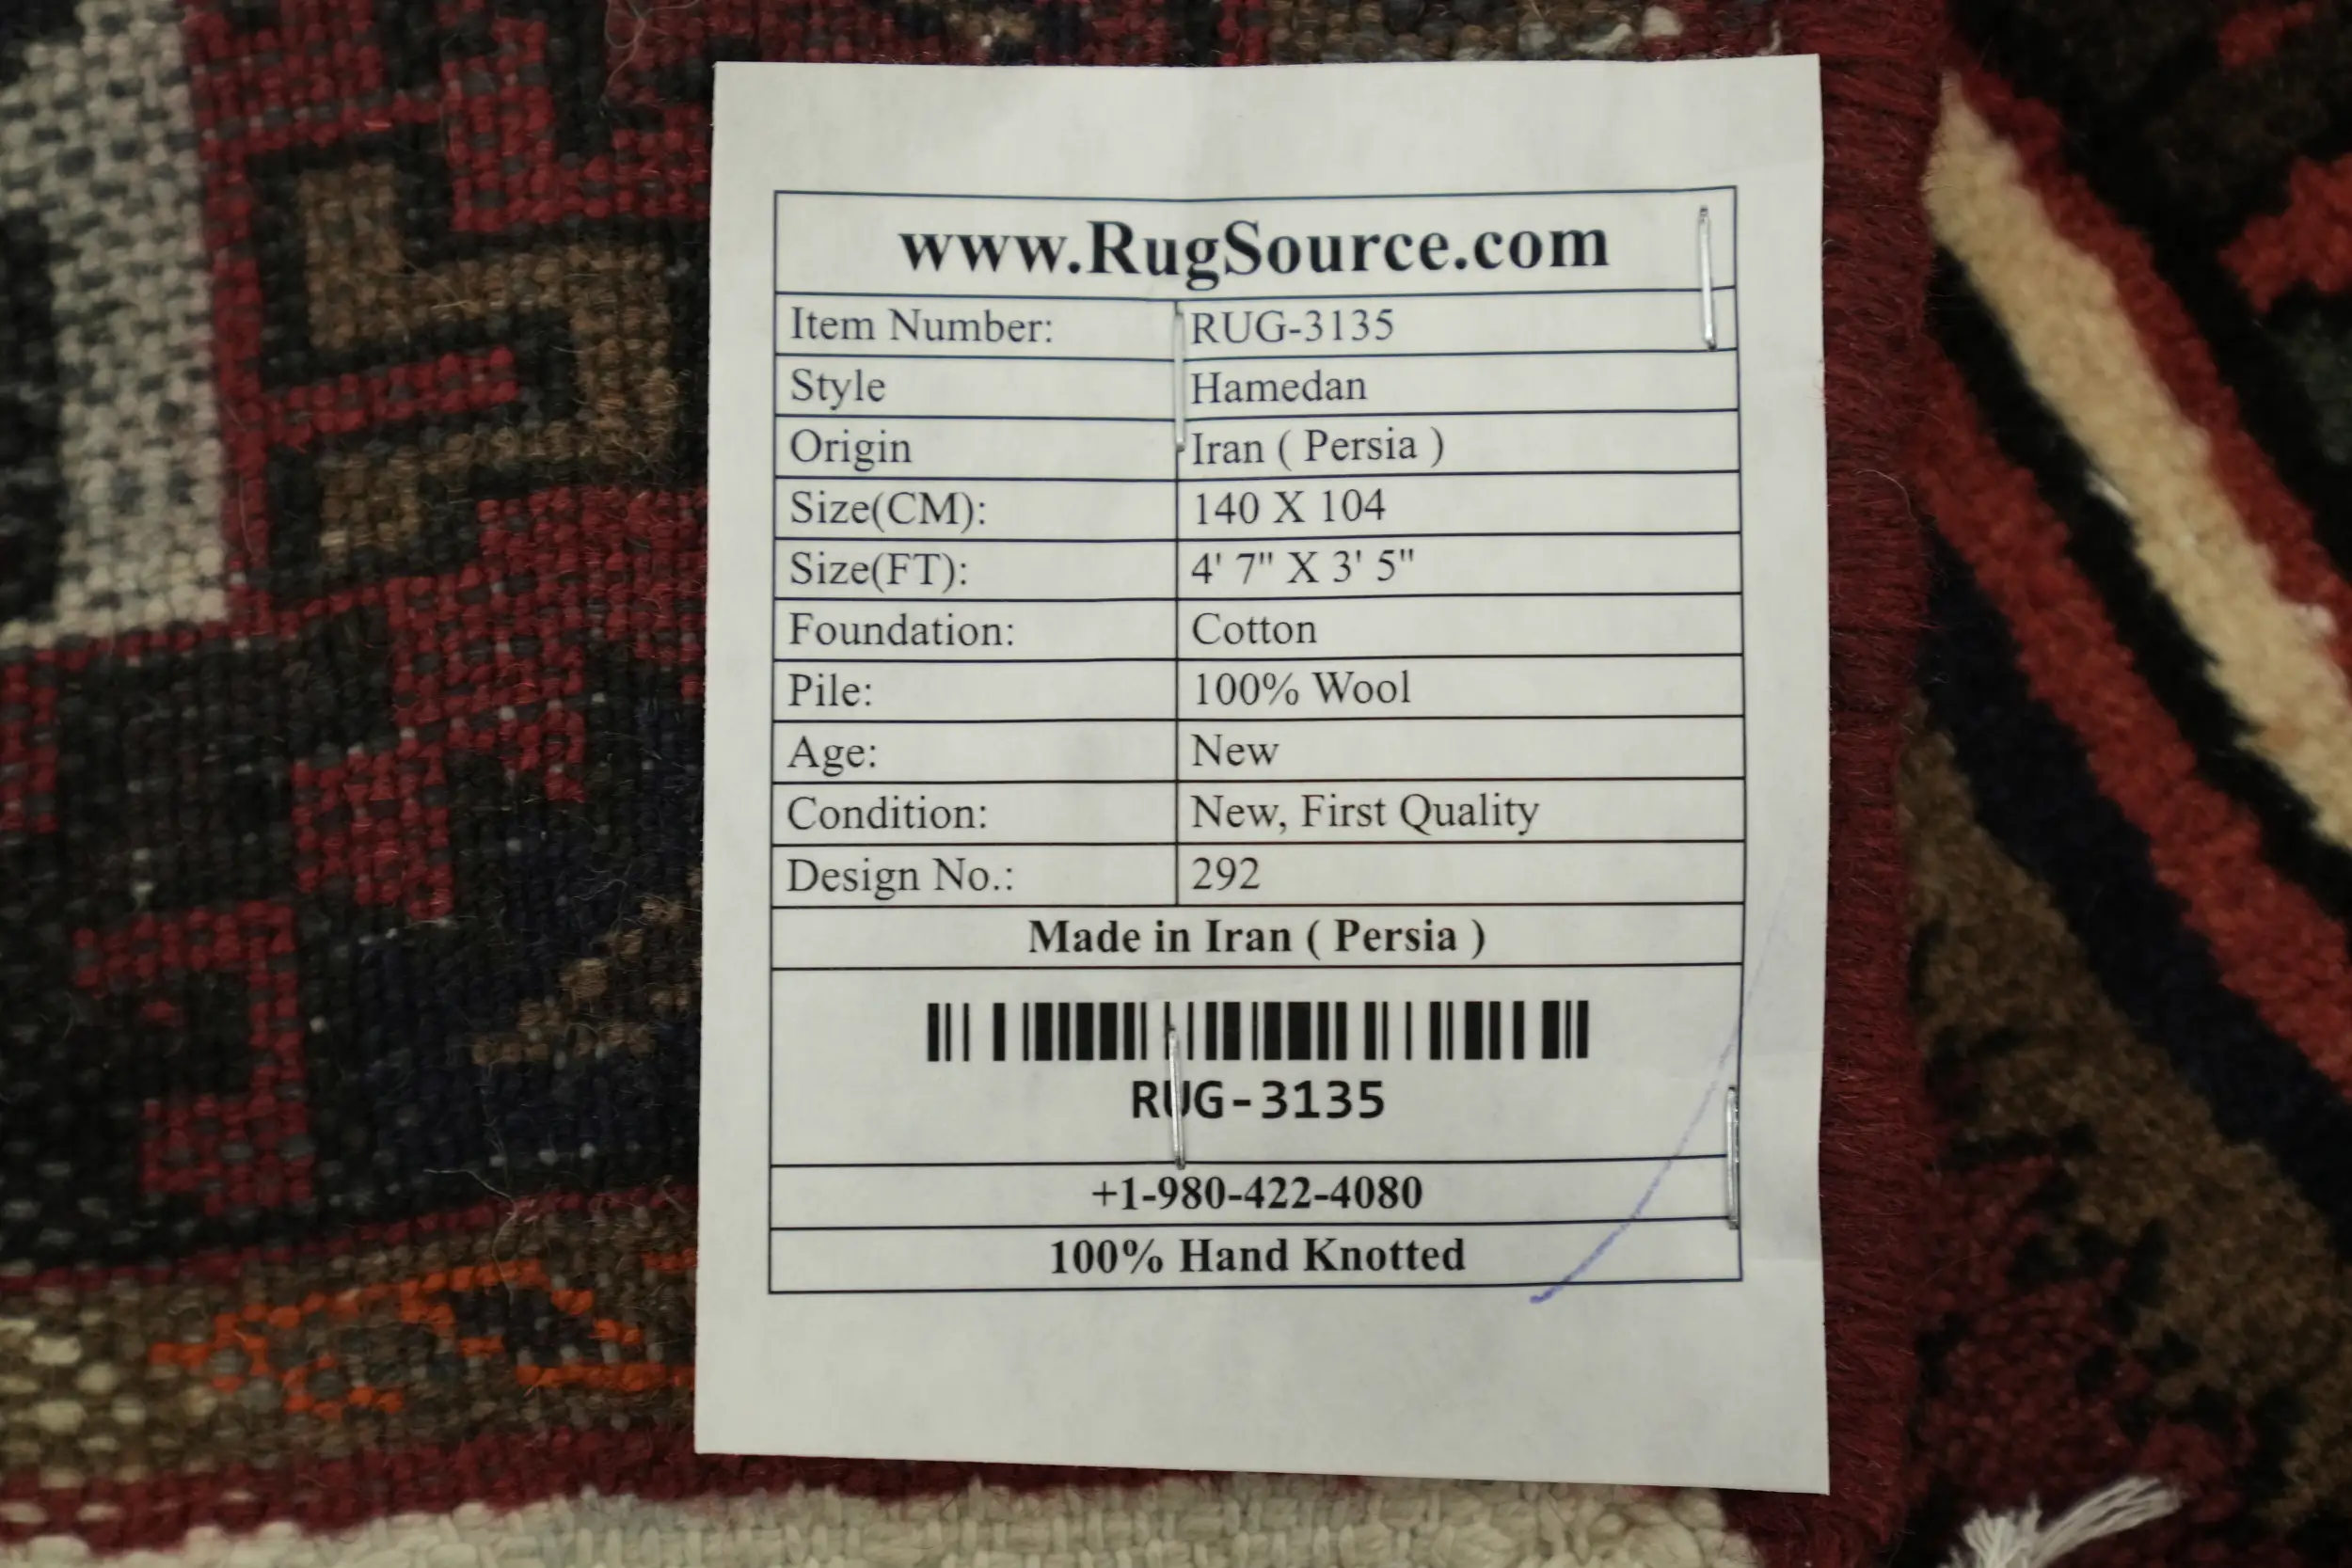 www.RugSource.com
Item Number: RUG-3135
Style Hamedan
Origin Iran ( Persia )
Size(CM): 140 X 104
Size(FT): 4' 7" X 3' 5"
Foundation: Cotton
Pile: 100% Wool
Age: New
Condition: New, First Quality
Design No.: 292
Made in Iran ( Persia )
RUG-3135
+1-980-422-4080
100% Hand Knotted